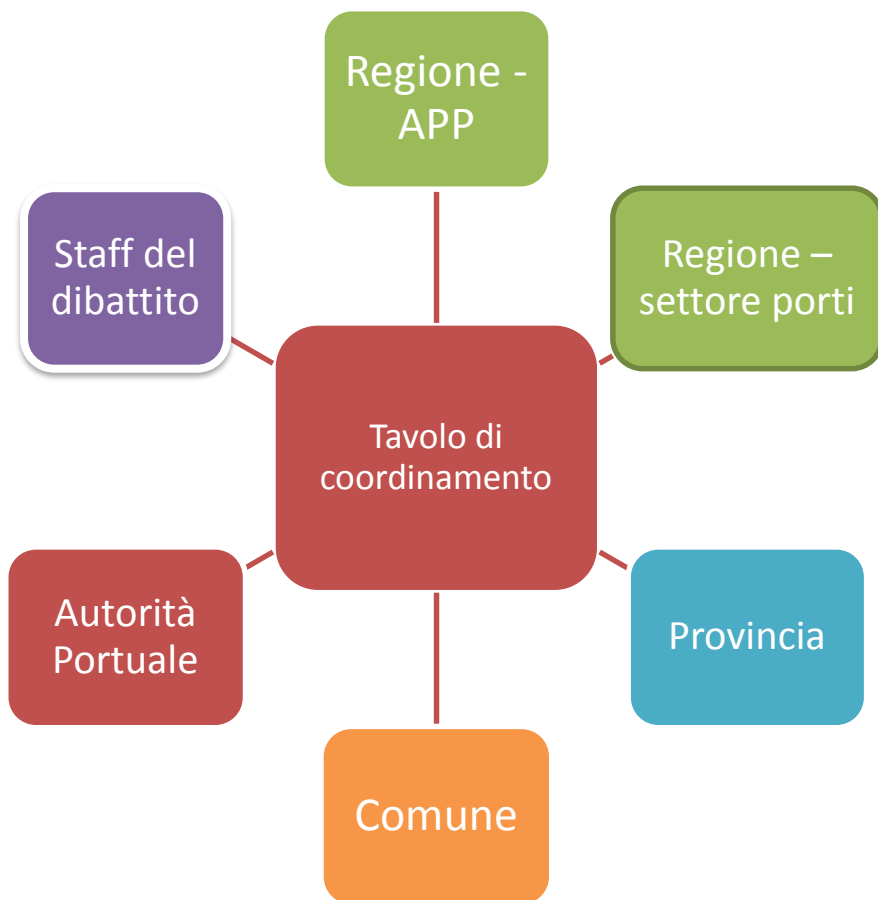 Regione -
APP
Staff del
dibattito
Regione –
settore porti
Tavolo di
coordinamento
Autorità
Portuale
Provincia
Comune